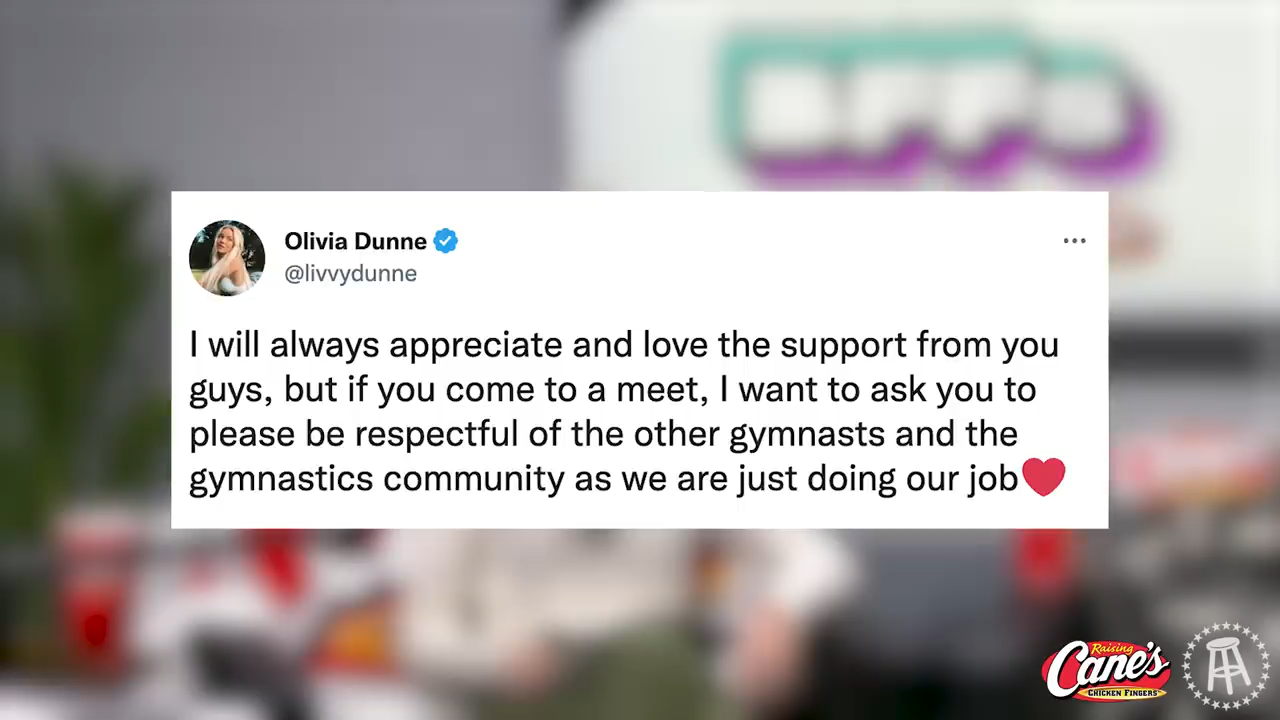 Olivia Dunne
@livvydunne
I will always appreciate and love the support from you
guys, but if you come to a meet, I want to ask you to
please be respectful of the other gymnasts and the
gymnastics community as we are just doing our job❤️
Raising
Cane's
CHICKEN FINGERS